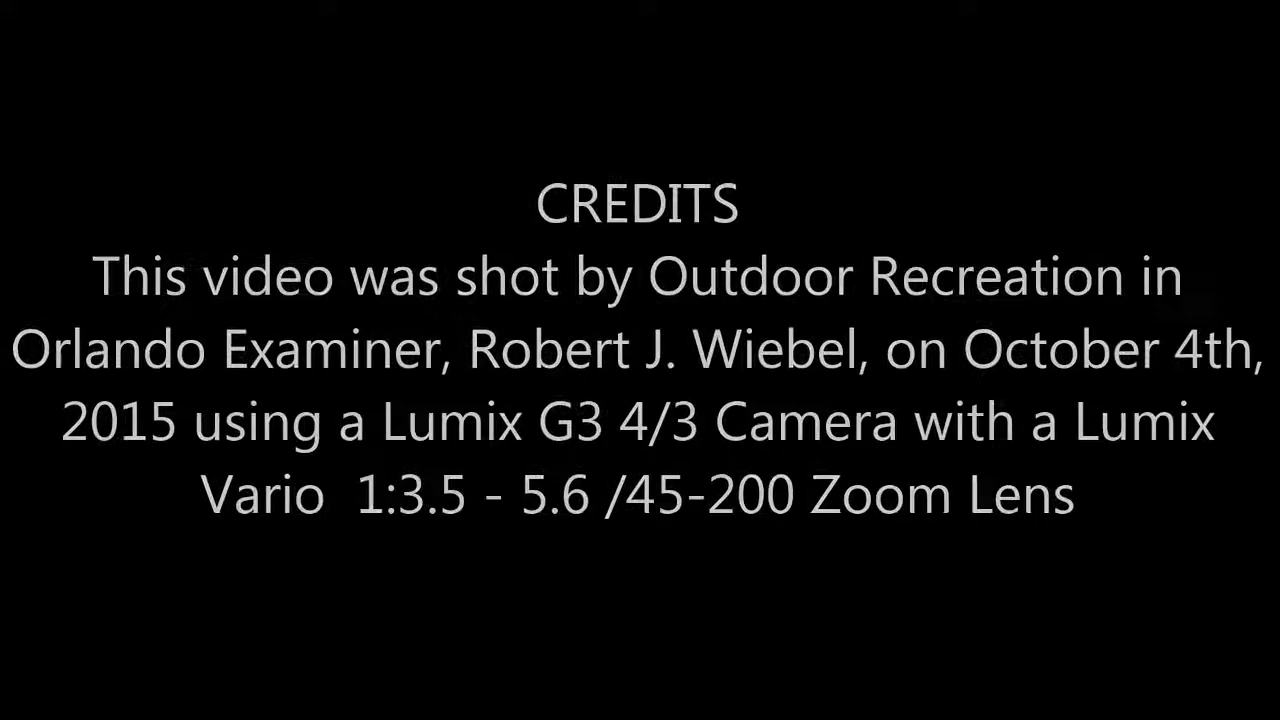 CREDITS
This video was shot by Outdoor Recreation in
Orlando Examiner, Robert J. Wiebel, on October 4th,
2015 using a Lumix G3 4/3 Camera with a Lumix
Vario  1:3.5 - 5.6 /45-200 Zoom Lens